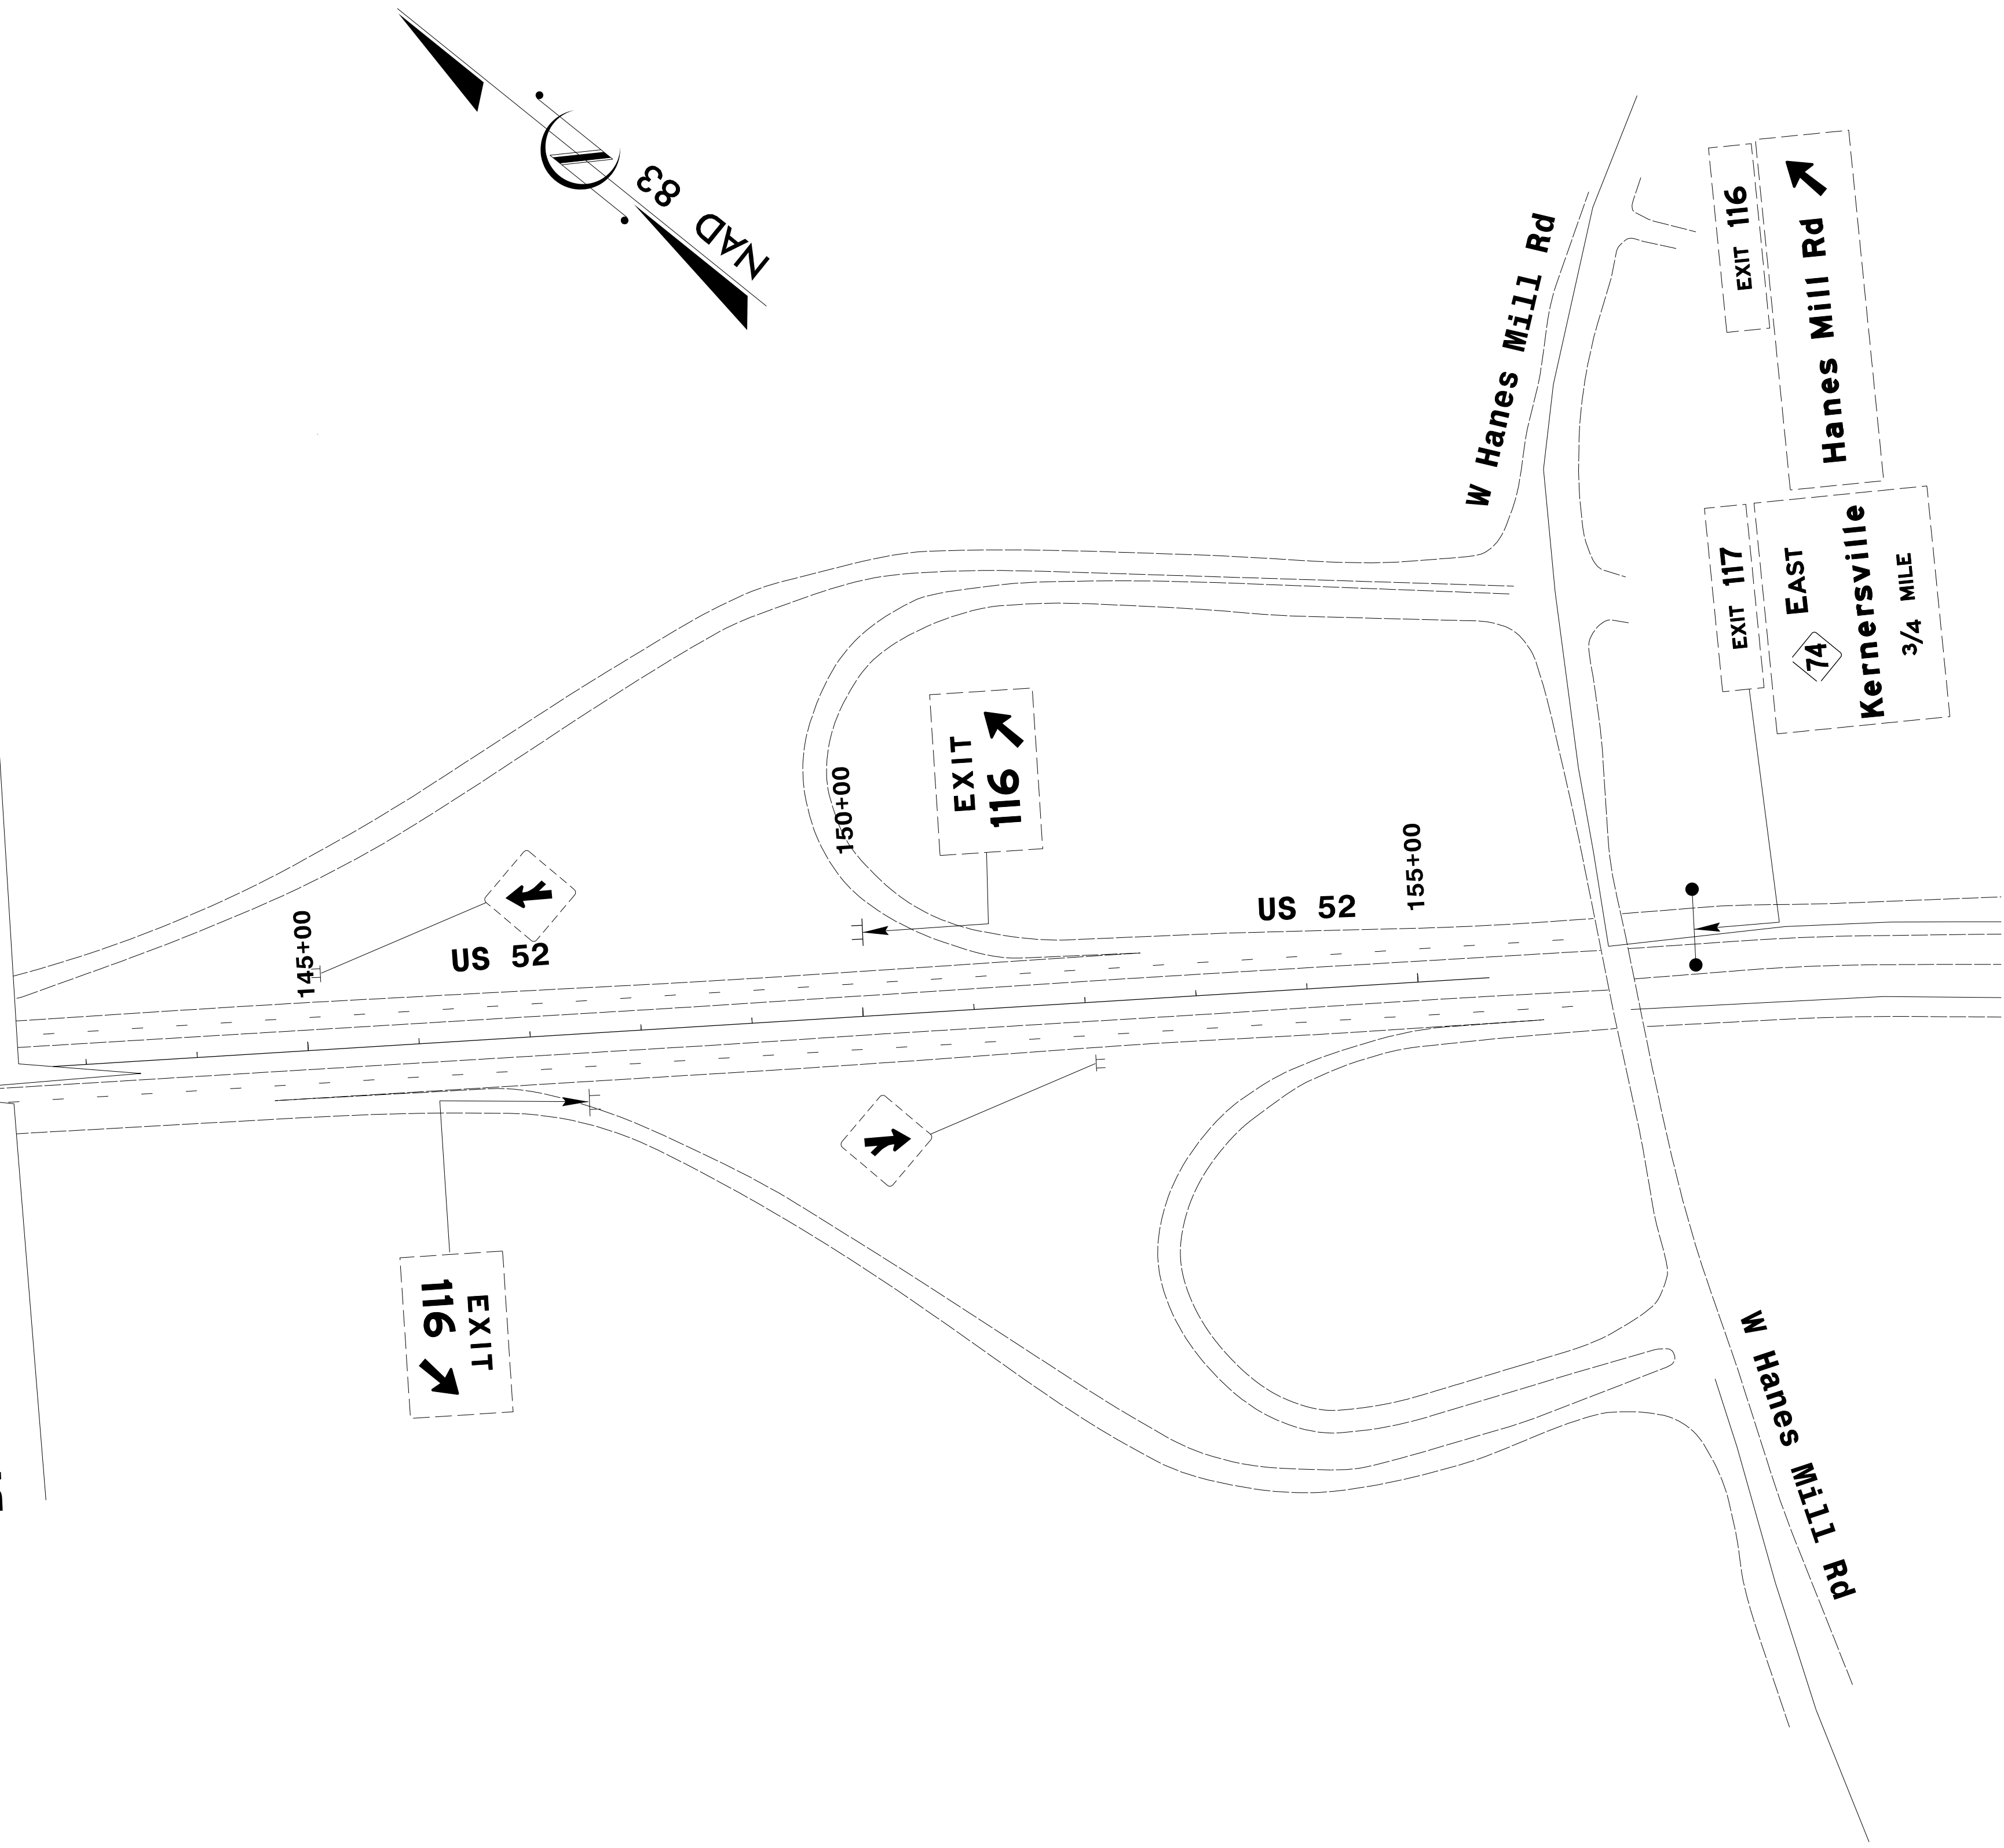 NAD 83
W Hanes Mill Rd
EXIT 116
Hanes Mill Rd
EXIT 117
74 EAST
Kernersville
3/4 MILE
EXIT
116
150+00
155+00
US 52
145+00
US 52
EXIT
116
W Hanes Mill Rd